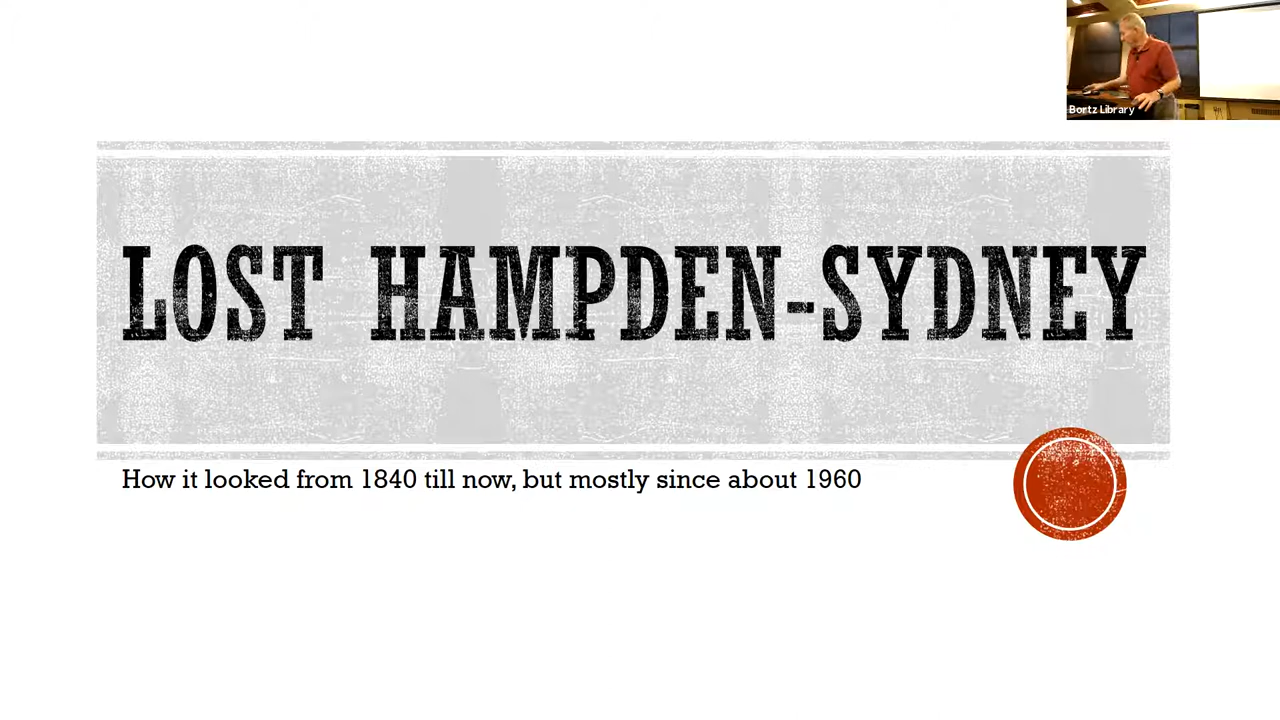 Bortz Library
LOST HAMPDEN-SYDNEY
How it looked from 1840 till now, but mostly since about 1960